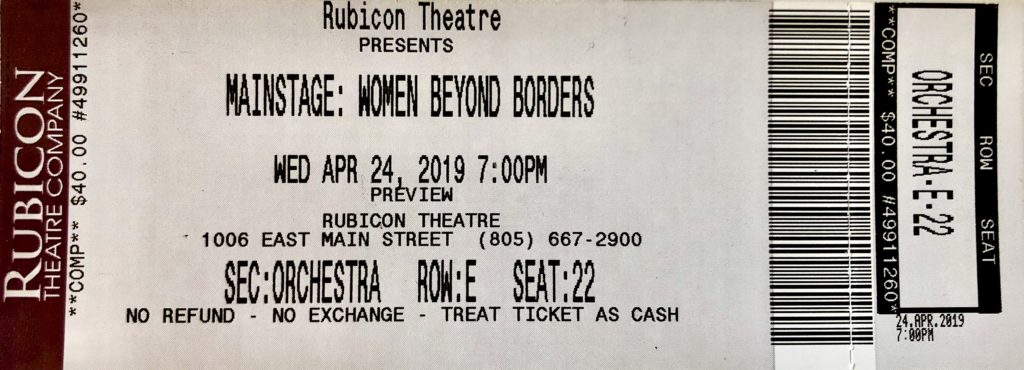 RUBICON
THEATRE COMPANY
**COMP** $40.00 #49911260*
Rubicon Theatre
PRESENTS
MAINSTAGE: WOMEN BEYOND BORDERS
WED APR 24, 2019 7:00PM
PREVIEW
RUBICON THEATRE
1006 EAST MAIN STREET (805) 667-2900
SEC:ORCHESTRA ROW:E SEAT:22
NO REFUND - NO EXCHANGE - TREAT TICKET AS CASH
**COMP** $40.00 #49911260*
ORCHESTRA-E-22
SEC ROW SEAT
24.APR.2019
7:00PM